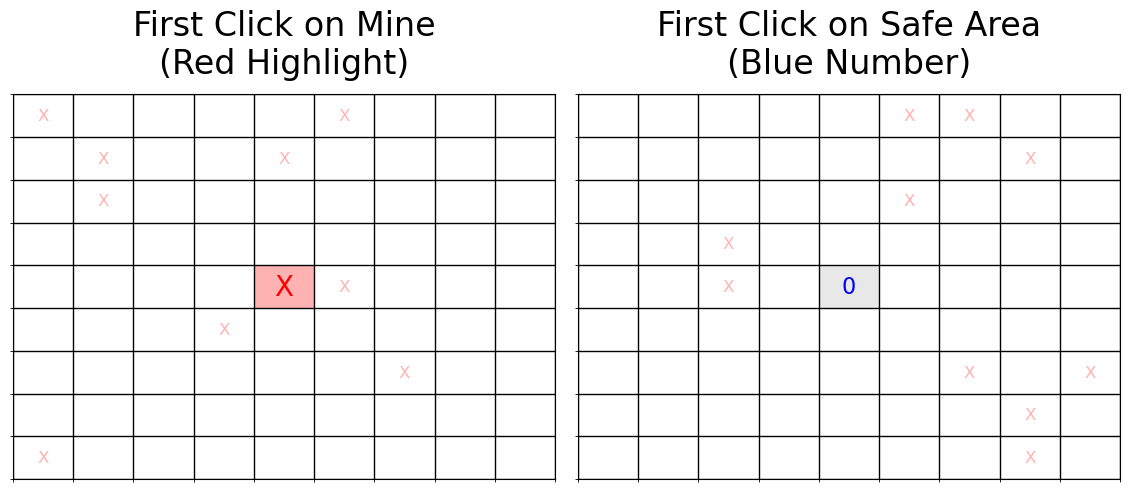 First Click on Mine
(Red Highlight)
X X
X X
X
X X
X
X
X
First Click on Safe Area
(Blue Number)
X X
X
X
X
X 0
X X
X
X